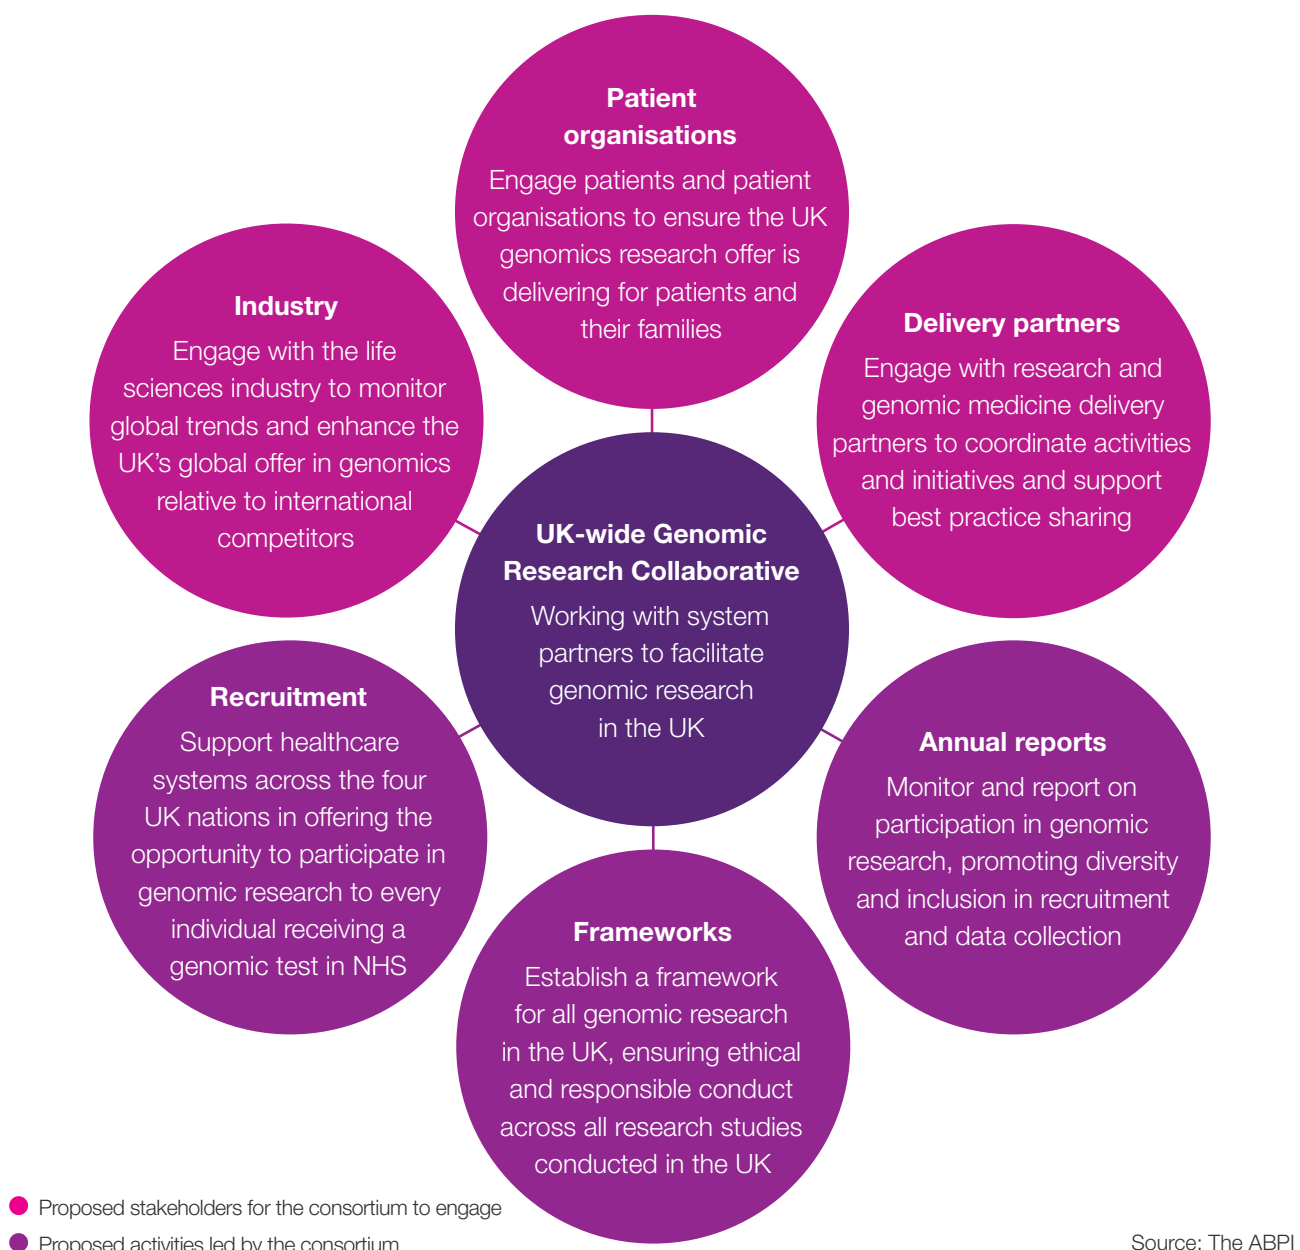 Patient
organisations
Engage patients and patient
organisations to ensure the UK
genomics research offer is
delivering for patients and
their families
Industry
Engage with the life
sciences industry to monitor
global trends and enhance the
UK’s global offer in genomics
relative to international
competitors
Delivery partners
Engage with research and
genomic medicine delivery
partners to coordinate activities
and initiatives and support
best practice sharing
UK-wide Genomic
Research Collaborative
Working with system
partners to facilitate
genomic research
in the UK
Recruitment
Support healthcare
systems across the four
UK nations in offering the
opportunity to participate in
genomic research to every
individual receiving a
genomic test in NHS
Annual reports
Monitor and report on
participation in genomic
research, promoting diversity
and inclusion in recruitment
and data collection
Frameworks
Establish a framework
for all genomic research
in the UK, ensuring ethical
and responsible conduct
across all research studies
conducted in the UK
Proposed stakeholders for the consortium to engage
Proposed activities led by the consortium
Source: The ABPI